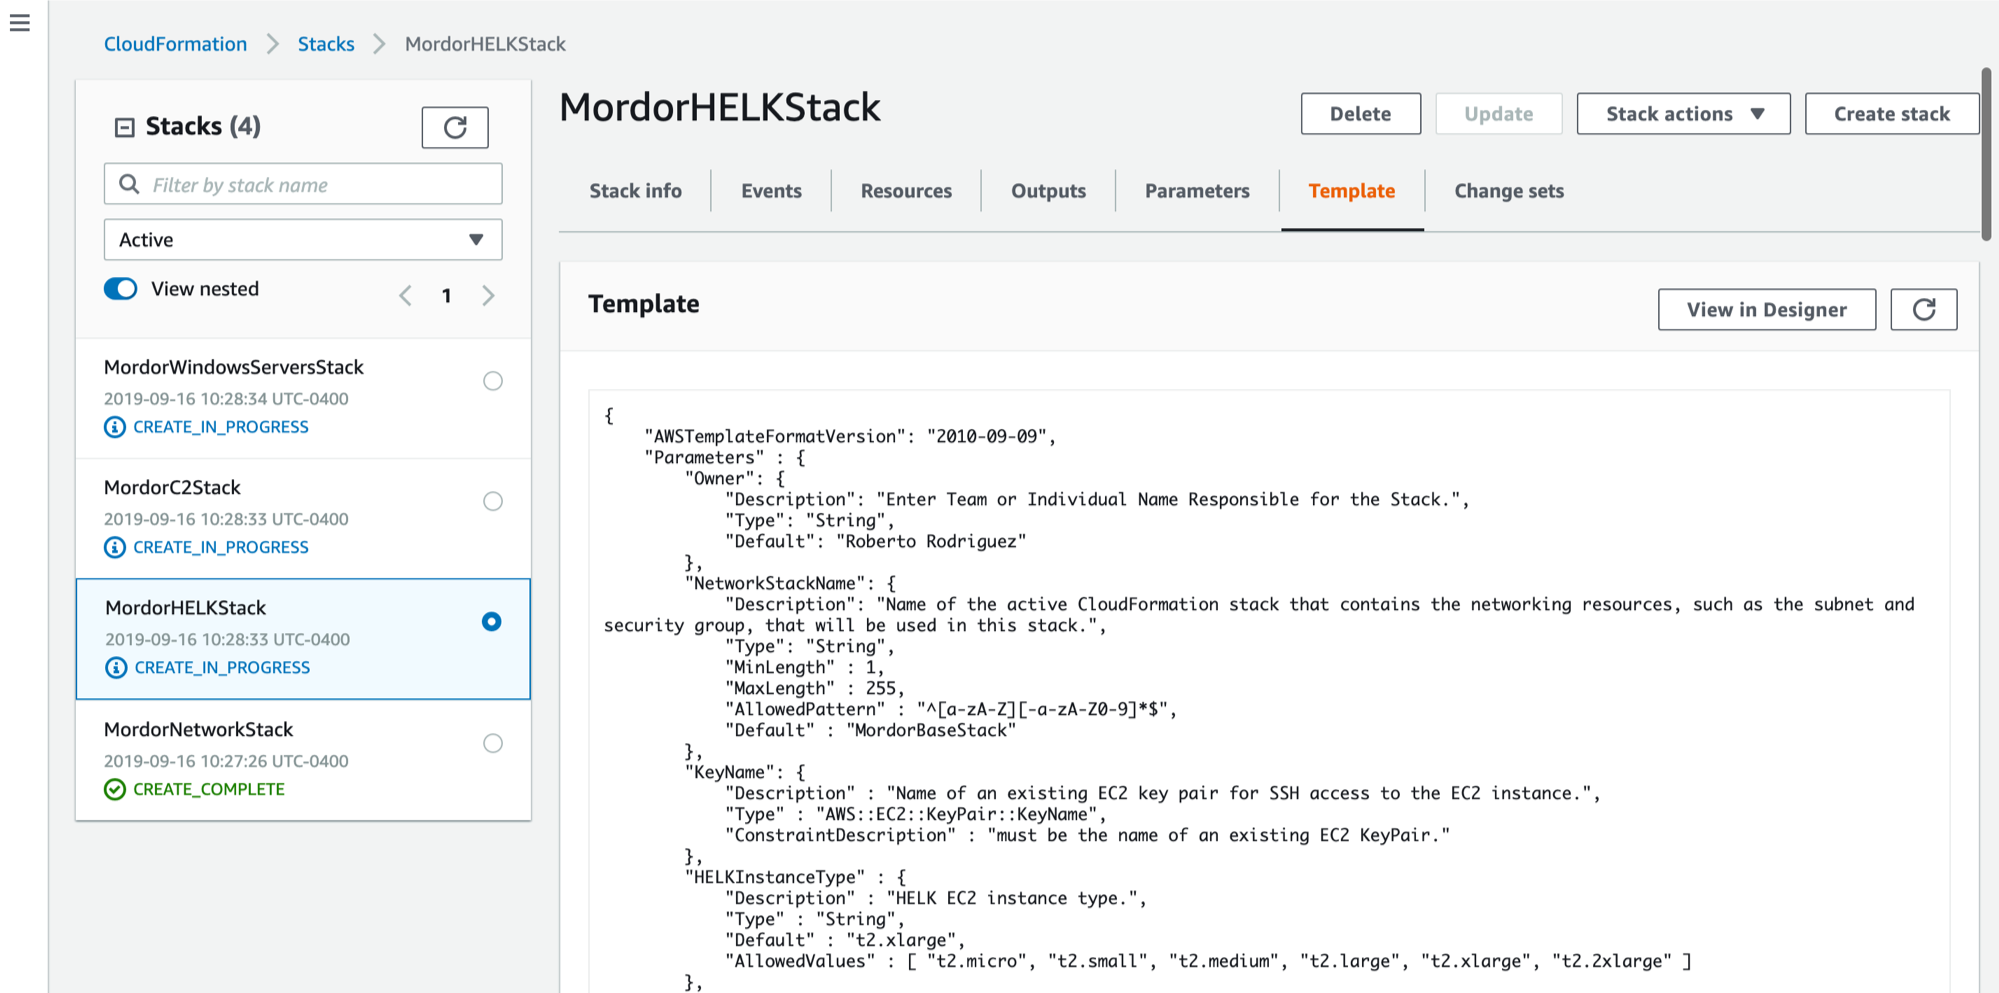 CloudFormation > Stacks > MordorHELKStack
Stacks (4)
Filter by stack name
Active
View nested
1
MordorWindowsServersStack
2019-09-16 10:28:34 UTC-0400
CREATE_IN_PROGRESS
MordorC2Stack
2019-09-16 10:28:33 UTC-0400
CREATE_IN_PROGRESS
MordorHELKStack
2019-09-16 10:28:33 UTC-0400
CREATE_IN_PROGRESS
MordorNetworkStack
2019-09-16 10:27:26 UTC-0400
CREATE_COMPLETE
MordorHELKStack
Delete
Update
Stack actions
Create stack
Stack info
Events
Resources
Outputs
Parameters
Template
Change sets
Template
View in Designer
{
    "AWSTemplateFormatVersion": "2010-09-09",
    "Parameters" : {
        "Owner": {
            "Description": "Enter Team or Individual Name Responsible for the Stack.",
            "Type": "String",
            "Default": "Roberto Rodriguez"
        },
        "NetworkStackName": {
            "Description": "Name of the active CloudFormation stack that contains the networking resources, such as the subnet and
security group, that will be used in this stack.",
            "Type": "String",
            "MinLength" : 1,
            "MaxLength" : 255,
            "AllowedPattern" : "^[a-zA-Z][-a-zA-Z0-9]*$",
            "Default" : "MordorBaseStack"
        },
        "KeyName": {
            "Description" : "Name of an existing EC2 key pair for SSH access to the EC2 instance.",
            "Type" : "AWS::EC2::KeyPair::KeyName",
            "ConstraintDescription" : "must be the name of an existing EC2 KeyPair."
        },
        "HELKInstanceType" : {
            "Description" : "HELK EC2 instance type.",
            "Type" : "String",
            "Default" : "t2.xlarge",
            "AllowedValues" : [ "t2.micro", "t2.small", "t2.medium", "t2.large", "t2.xlarge", "t2.2xlarge" ]
        },